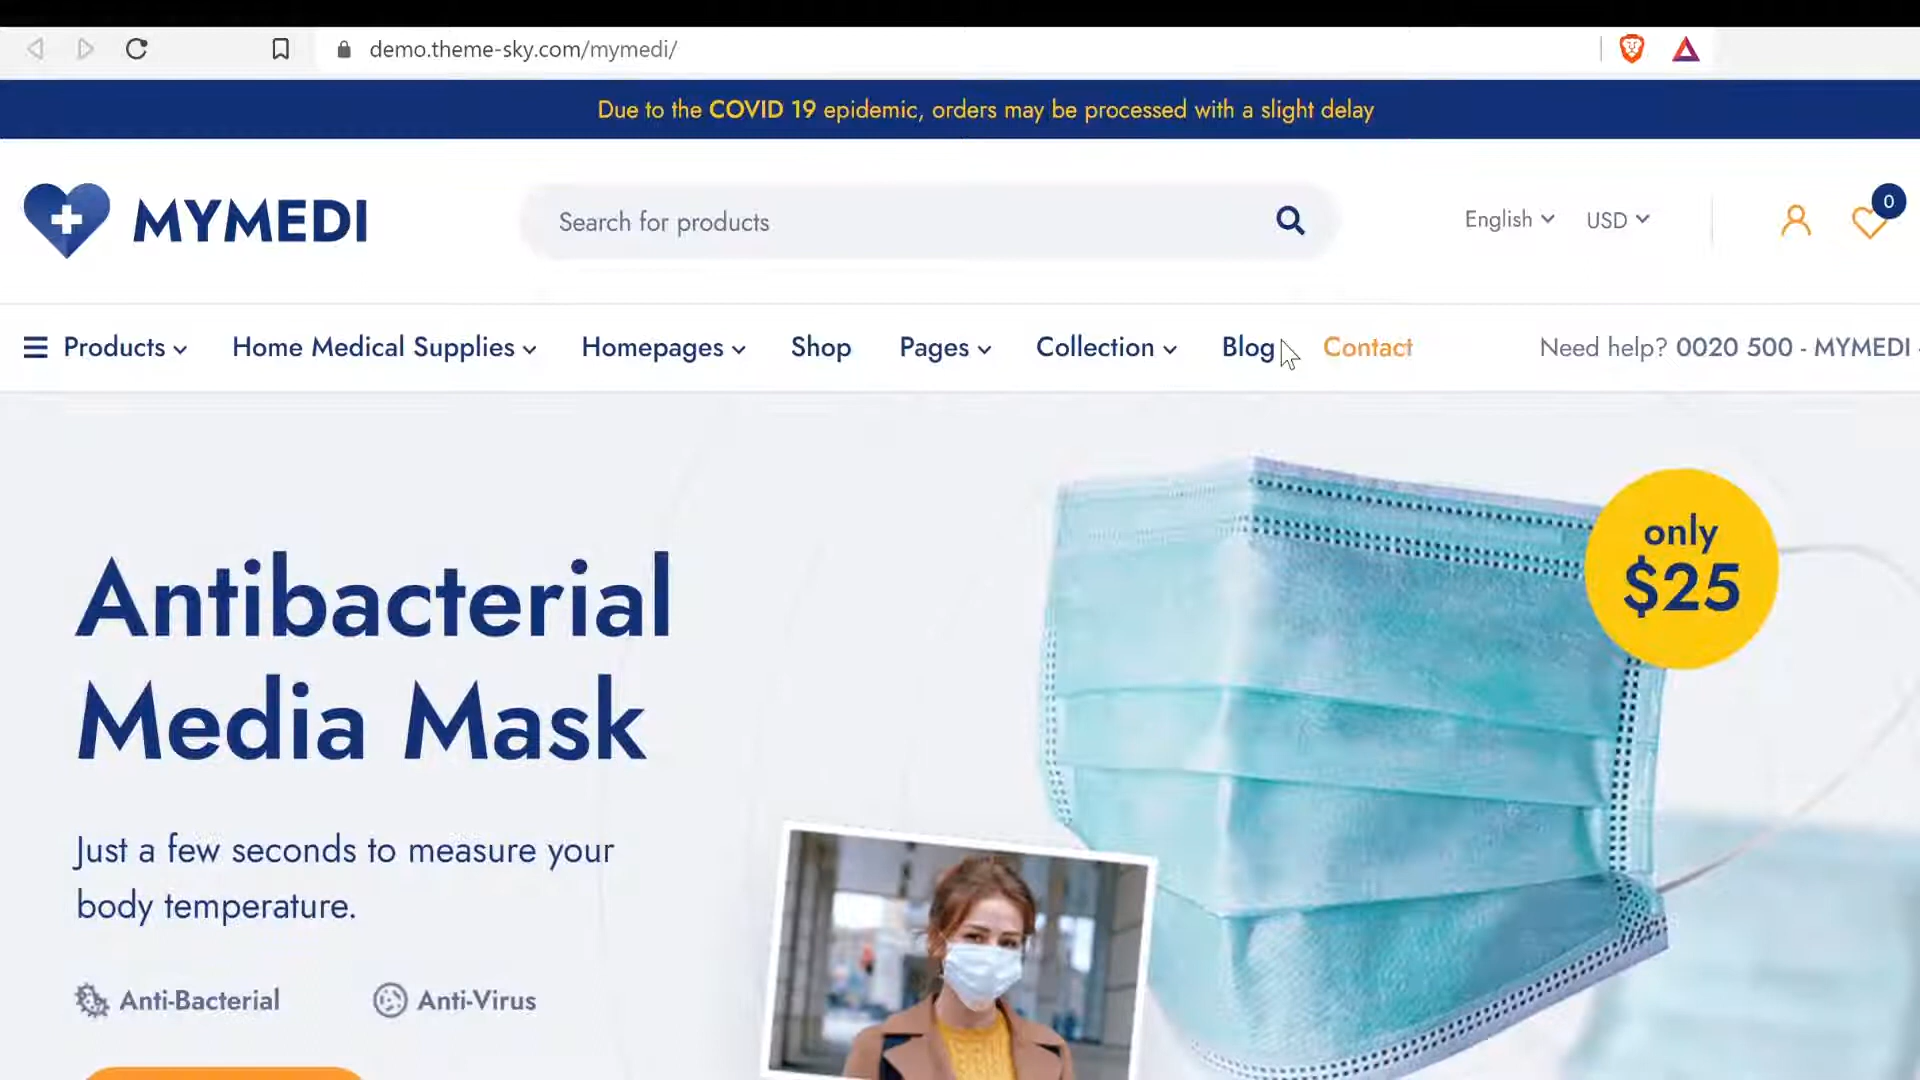 demo.theme-sky.com/mymedi/
Due to the COVID 19 epidemic, orders may be processed with a slight delay
MYMEDI
Search for products
English
USD
0
Products
Home Medical Supplies
Homepages
Shop
Pages
Collection
Blog
Contact
Need help? 0020 500 - MYMEDI -
only
$25
Antibacterial
Media Mask
Just a few seconds to measure your
body temperature.
Anti-Bacterial
Anti-Virus